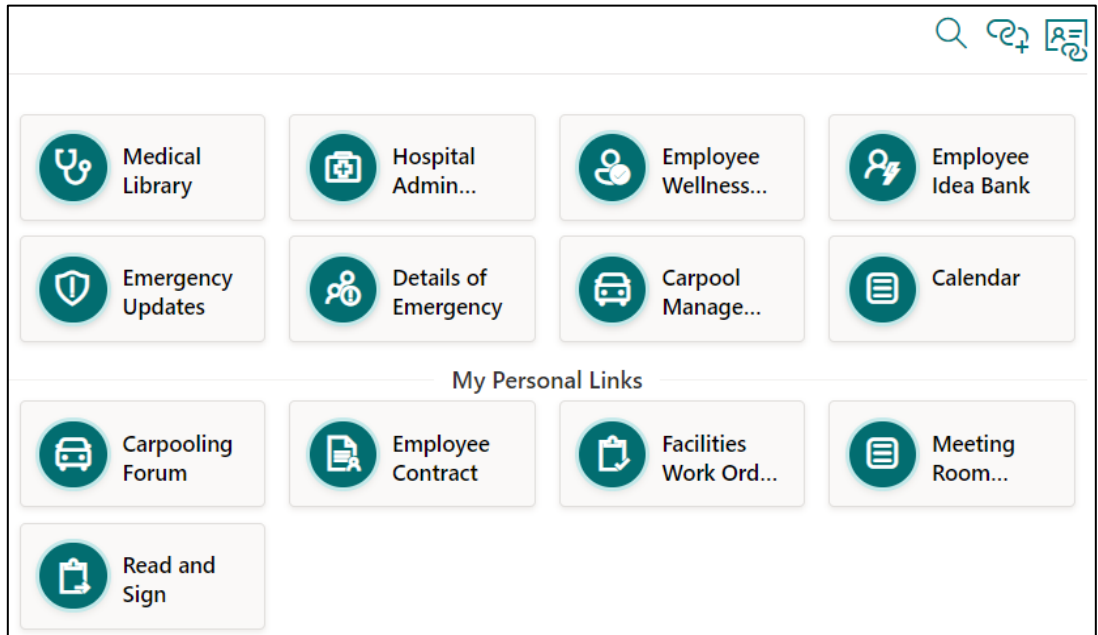 Medical
Library
Hospital
Admin...
Employee
Wellness...
Employee
Idea Bank
Emergency
Updates
Details of
Emergency
Carpool
Manage...
Calendar
My Personal Links
Carpooling
Forum
Employee
Contract
Facilities
Work Ord...
Meeting
Room...
Read and
Sign